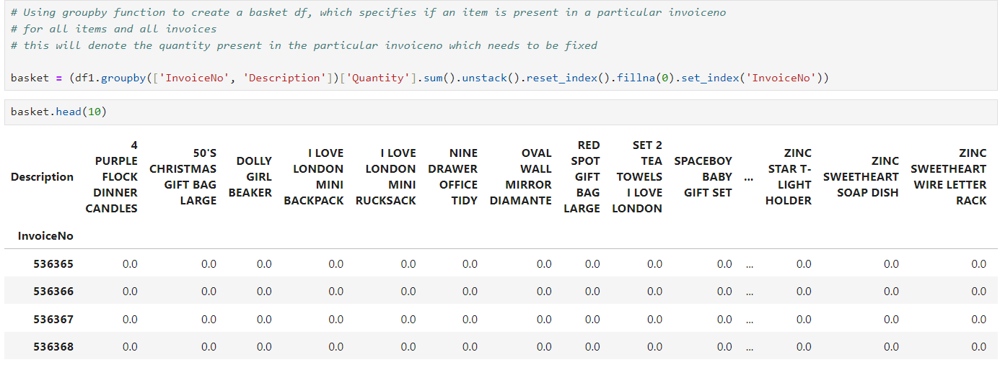 # Using groupby function to create a basket df, which specifies if an item is present in a particular invoiceno
# for all items and all invoices
# this will denote the quantity present in the particular invoiceno which needs to be fixed
basket = (df1.groupby(['InvoiceNo', 'Description'])['Quantity'].sum().unstack().reset_index().fillna(0).set_index('InvoiceNo'))
basket.head(10)
Description 4 PURPLE FLOCK DINNER CANDLES 50'S CHRISTMAS GIFT BAG LARGE DOLLY GIRL BEAKER I LOVE LONDON MINI BACKPACK I LOVE LONDON MINI RUCKSACK NINE DRAWER OFFICE TIDY OVAL WALL MIRROR DIAMANTE RED SPOT GIFT BAG LARGE SET 2 TEA TOWELS I LOVE LONDON SPACEBOY BABY GIFT SET ... ZINC STAR T-LIGHT HOLDER ZINC SWEETHEART SOAP DISH ZINC SWEETHEART WIRE LETTER RACK
InvoiceNo
536365 0.0 0.0 0.0 0.0 0.0 0.0 0.0 0.0 0.0 0.0 ... 0.0 0.0 0.0
536366 0.0 0.0 0.0 0.0 0.0 0.0 0.0 0.0 0.0 0.0 ... 0.0 0.0 0.0
536367 0.0 0.0 0.0 0.0 0.0 0.0 0.0 0.0 0.0 0.0 ... 0.0 0.0 0.0
536368 0.0 0.0 0.0 0.0 0.0 0.0 0.0 0.0 0.0 0.0 ... 0.0 0.0 0.0